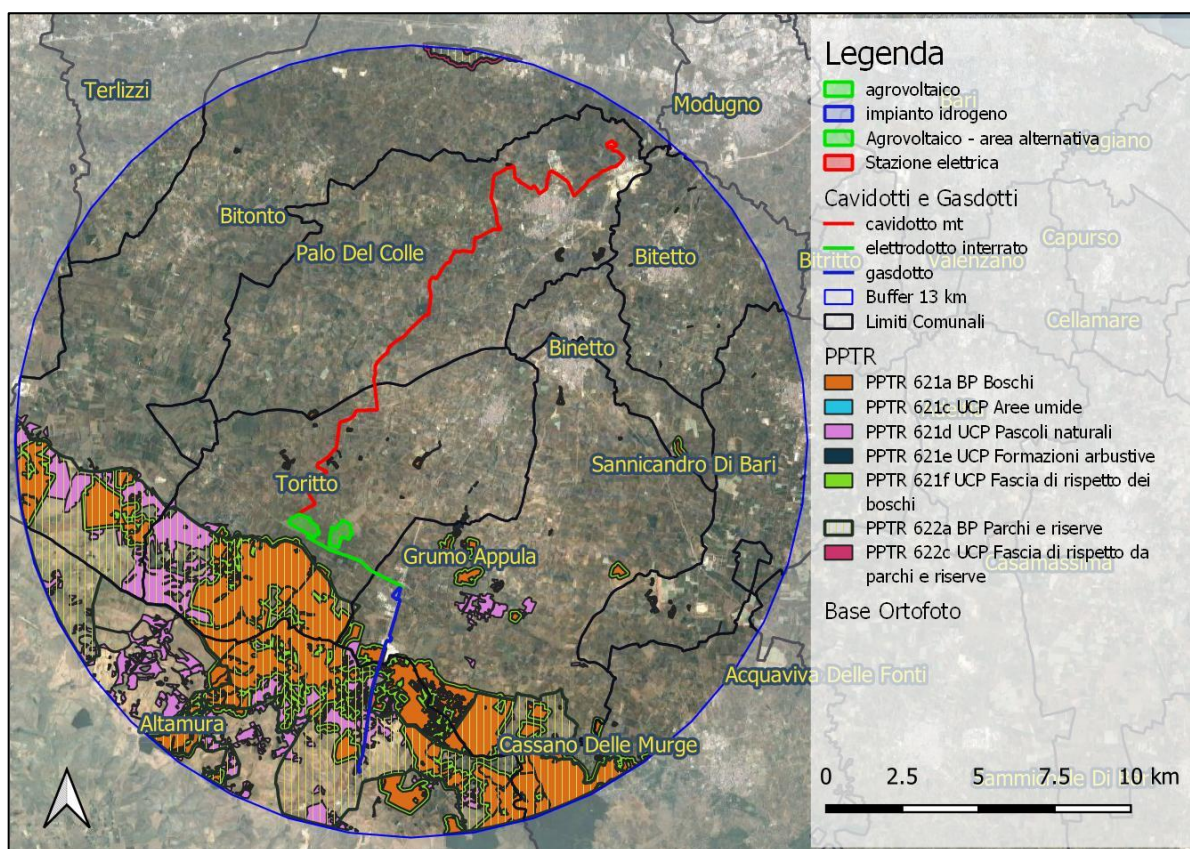 Legenda
agrovoltaico
impianto idrogeno
Agrovoltaico - area alternativa
Stazione elettrica
Cavidotti e Gasdotti
cavidotto mt
elettrodotto interrato
gasdotto
Buffer 13 km
Limiti Comunali
PPTR
PPTR 621a BP Boschi
PPTR 621c UCP Aree umide
PPTR 621d UCP Pascoli naturali
PPTR 621e UCP Formazioni arbustive
PPTR 621f UCP Fascia di rispetto dei
boschi
PPTR 622a BP Parchi e riserve
PPTR 622c UCP Fascia di rispetto da
parchi e riserve
Base Ortofoto
0 2.5 5 7.5 10 km
Terlizzi
Modugno
Bari
Bitonto
Palo Del Colle
Bitetto
Bitritto
Valenzano
Capurso
Cellamare
Binetto
Sannicandro Di Bari
Toritto
Grumo Appula
Casamassima
Acquaviva Delle Fonti
Altamura
Cassano Delle Murge